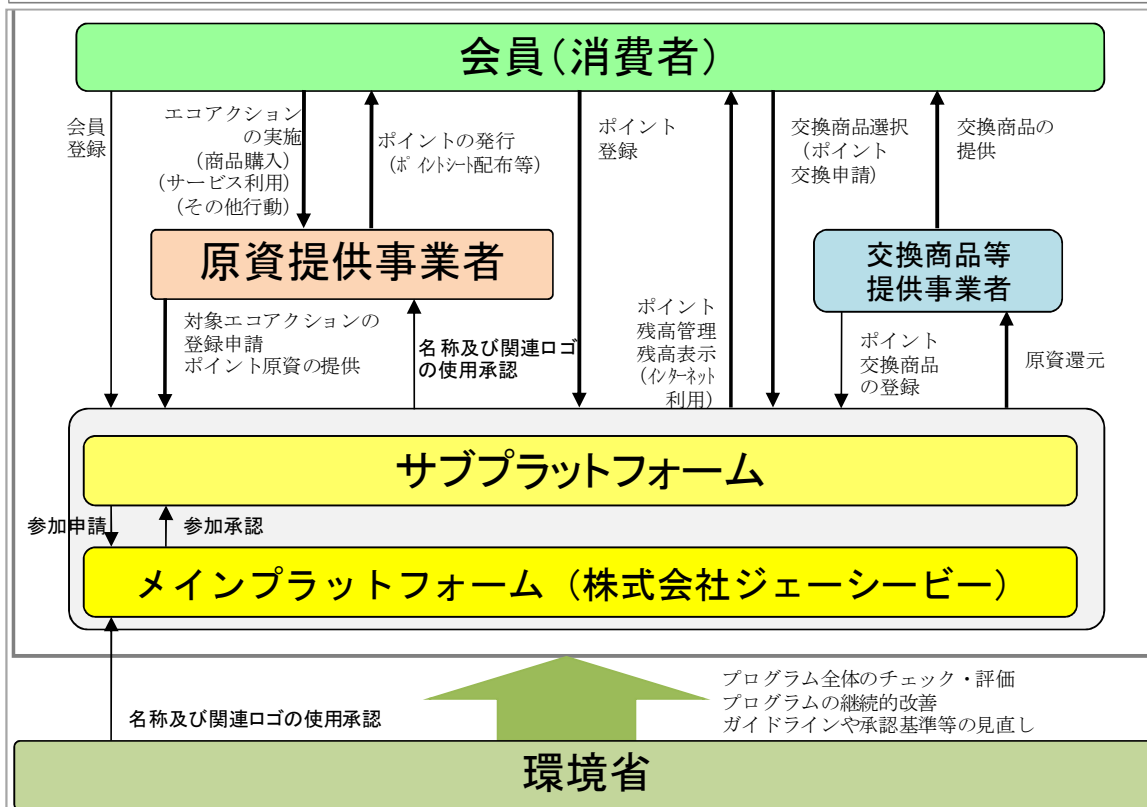 会員(消費者)
会員
登録
エコアクション
の実施
(商品購入)
(サービス利用)
(その他行動)
ポイントの発行
(ポイントシート配布等)
ポイント
登録
交換商品選択
(ポイント
交換申請)
交換商品の
提供
原資提供事業者
交換商品等
提供事業者
対象エコアクションの
登録申請
ポイント原資の提供
名称及び関連ロゴ
の使用承認
ポイント
残高管理
残高表示
(インターネット
利用)
ポイント
交換商品
の登録
原資還元
サブプラットフォーム
参加申請
参加承認
メインプラットフォーム(株式会社ジェーシービー)
名称及び関連ロゴの使用承認
プログラム全体のチェック・評価
プログラムの継続的改善
ガイドラインや承認基準等の見直し
環境省